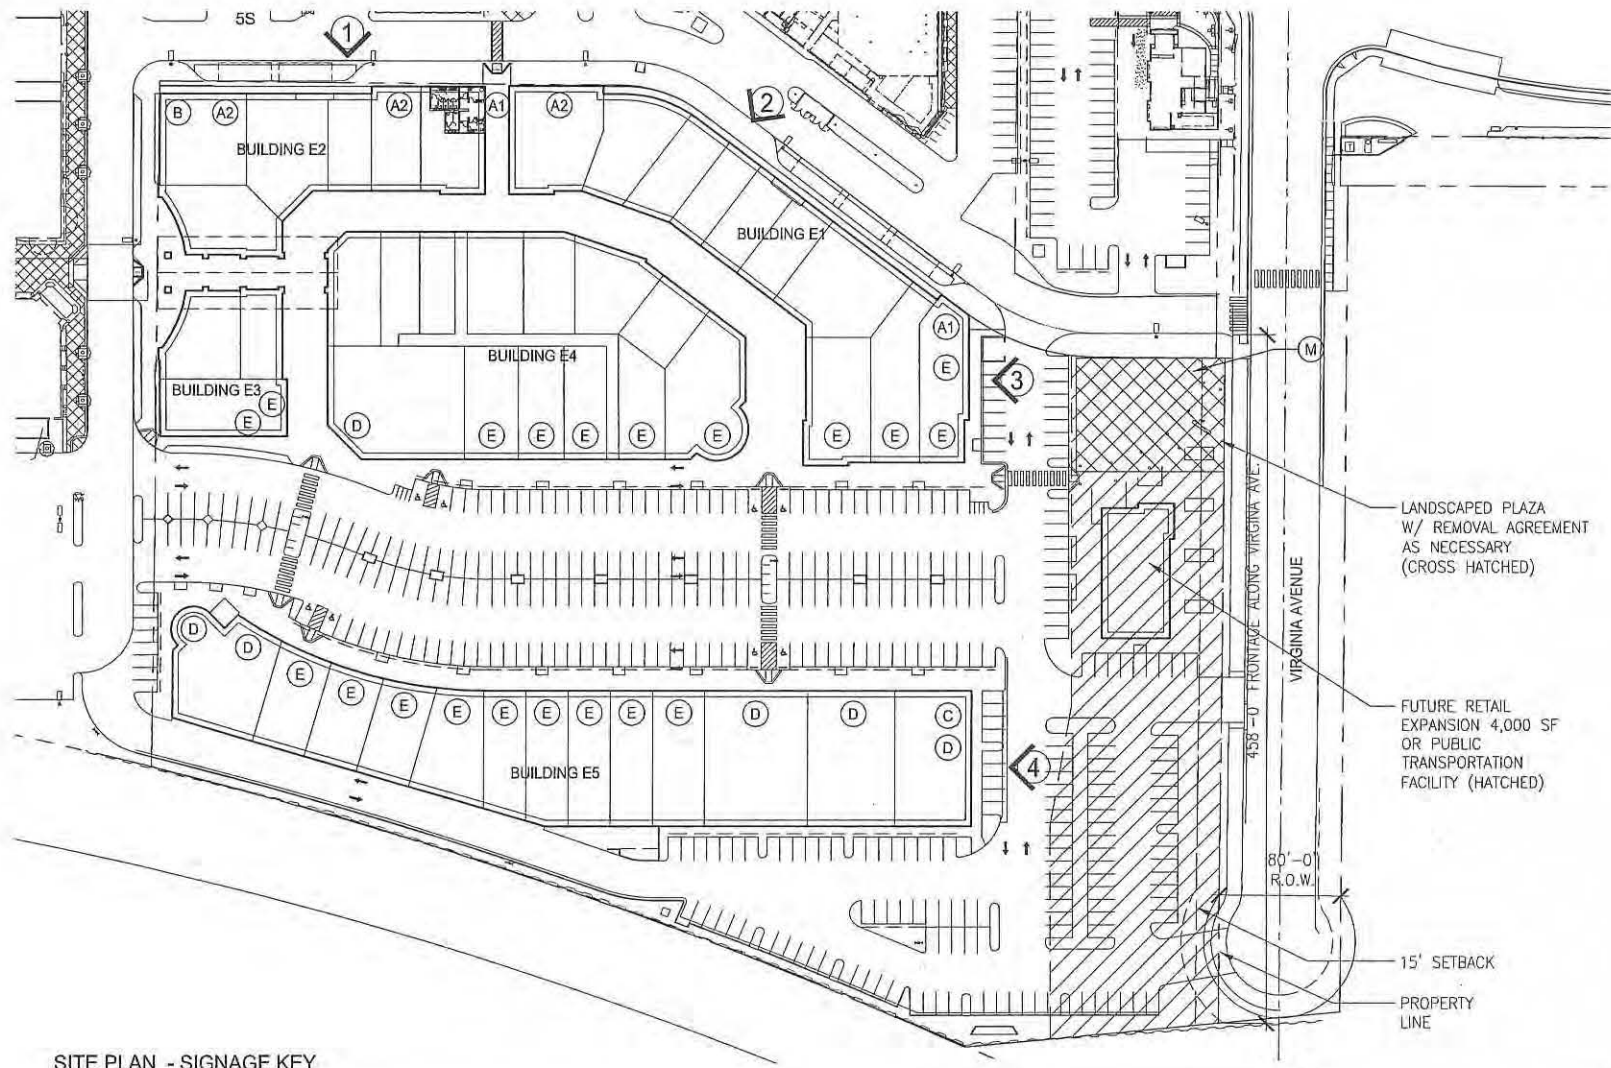 5S
1
2
B
A2
A2
A1
A2
BUILDING E2
BUILDING E1
A1
E
3
M
BUILDING E4
BUILDING E3
E
E
D
E
E
E
E
E
E
E
E
LANDSCAPED PLAZA
W/ REMOVAL AGREEMENT
AS NECESSARY
(CROSS HATCHED)
458'-0 FRONTAGE ALONG VIRGINA AVE.
VIRGINIA AVENUE
D
D
E
E
E
E
E
E
E
E
E
D
D
C
D
BUILDING E5
4
FUTURE RETAIL
EXPANSION 4,000 SF
OR PUBLIC
TRANSPORTATION
FACILITY (HATCHED)
80'-0"
R.O.W.
15' SETBACK
PROPERTY
LINE
SITE PLAN - SIGNAGE KEY